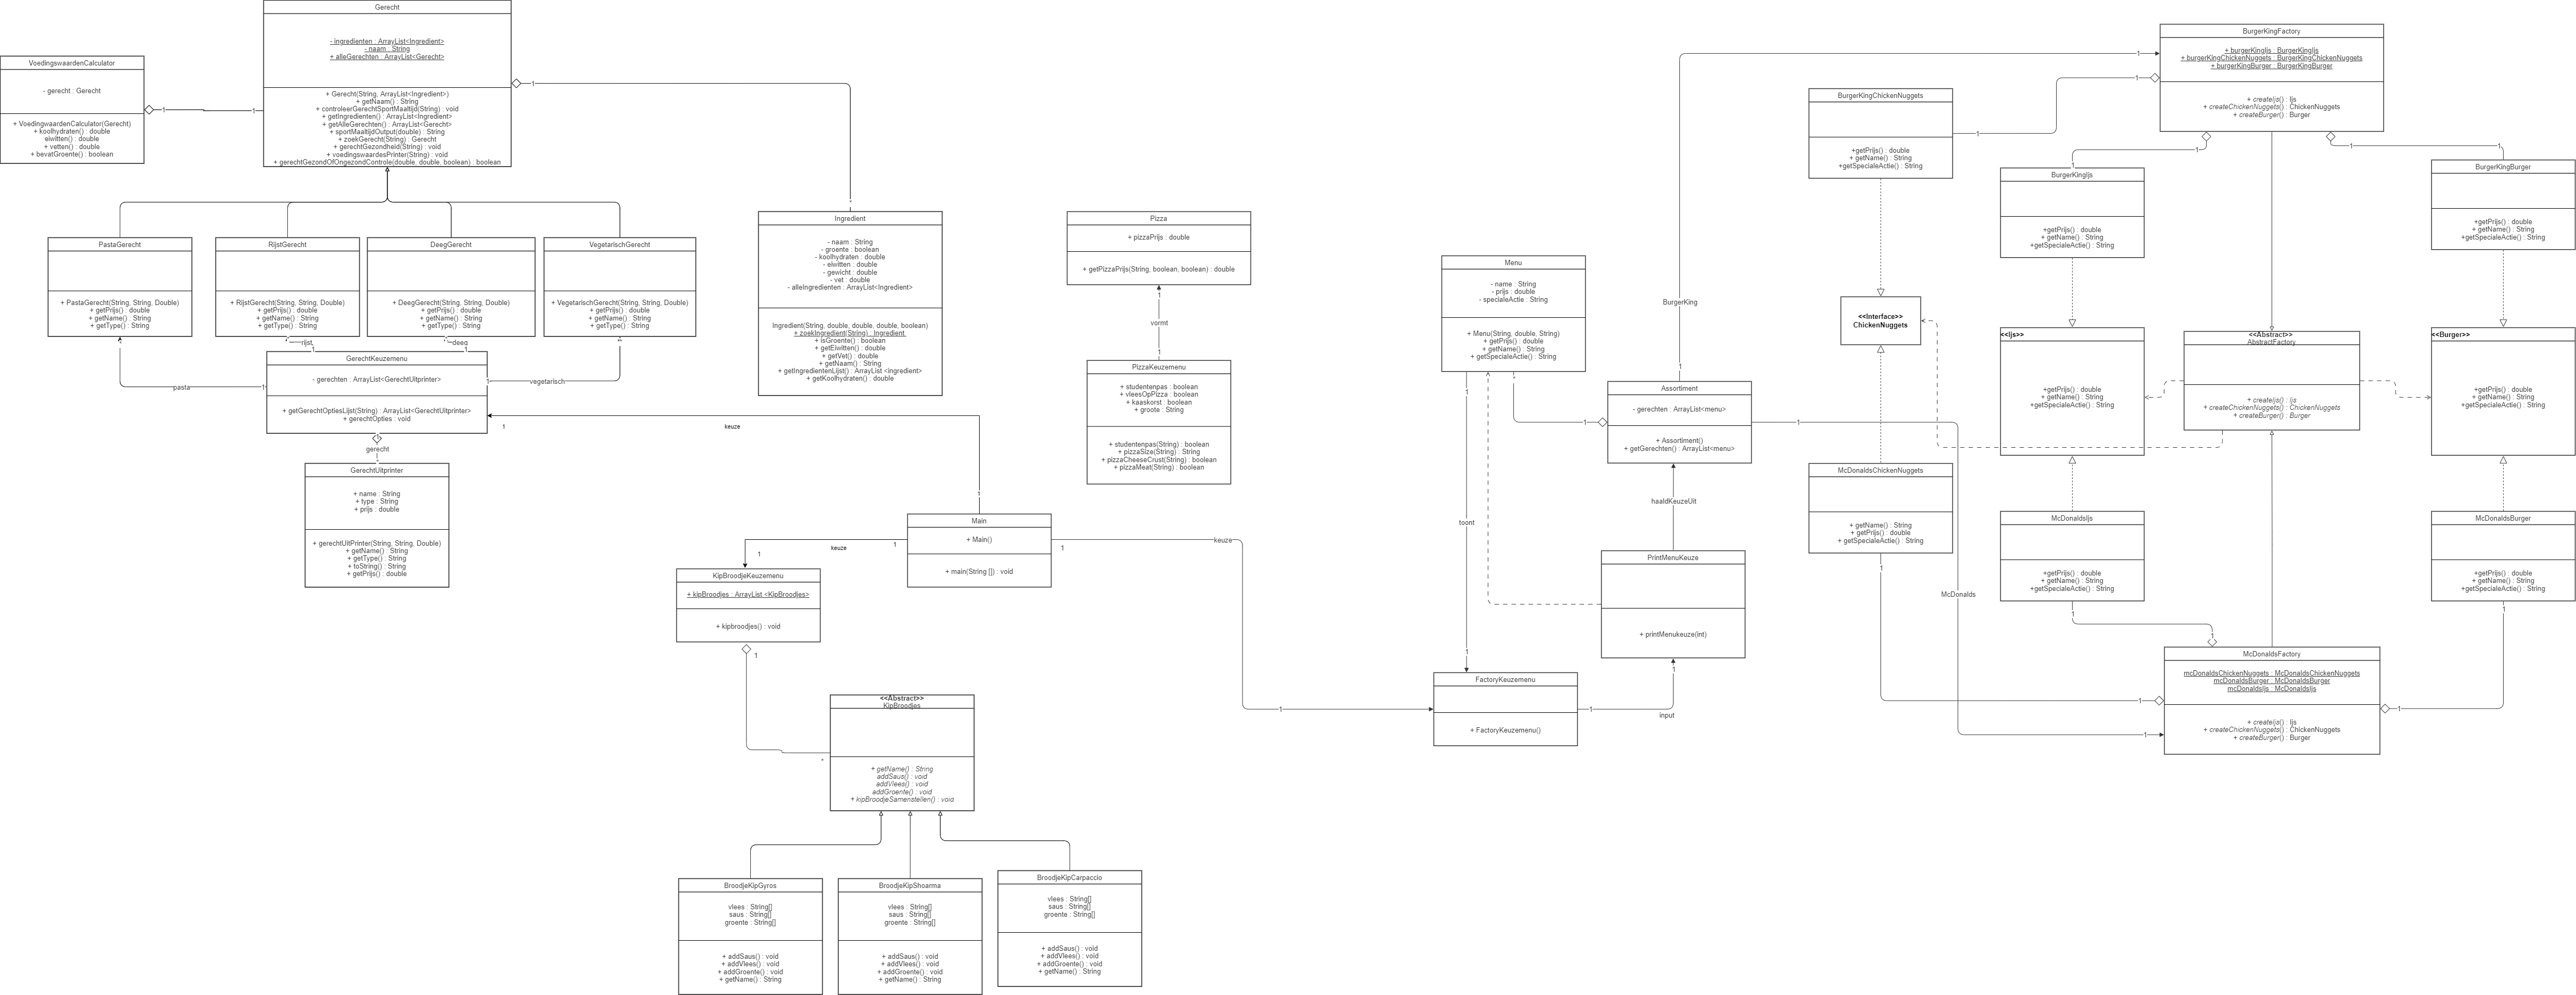 Gerecht
- ingredienten : ArrayList<Ingredient>
- naam : String
+ alleGerechten : ArrayList<Gerecht>
+ Gerecht(String, ArrayList<Ingredient>)
+ getNaam() : String
+ controleerGerechtSportMaaltijd(String) : void
+ getIngredienten() : ArrayList<Ingredient>
+ getAlleGerechten() : ArrayList<Gerecht>
+ sportMaaltijdOutput(double) : String
+ zoekGerecht(String) : Gerecht
+ gerechtGezondheid(String) : void
+ voedingswaardesPrinter(String) : void
+ gerechtGezondOfOngezondControle(double, double, boolean) : boolean
VoedingswaardenCalculator
- gerecht : Gerecht
+ VoedingswaardenCalculator(Gerecht)
+ koolhydraten() : double
eiwitten() : double
+ vetten() : double
+ bevatGroente() : boolean
1
1
1
*
PastaGerecht
+ PastaGerecht(String, String, Double)
+ getPrijs() : double
+ getName() : String
+ getType() : String
RijstGerecht
+ RijstGerecht(String, String, Double)
+ getPrijs() : double
+ getName() : String
+ getType() : String
DeegGerecht
+ DeegGerecht(String, String, Double)
+ getPrijs() : double
+ getName() : String
+ getType() : String
VegetarischGerecht
+ VegetarischGerecht(String, String, Double)
+ getPrijs() : double
+ getName() : String
+ getType() : String
*
rijst
1
deeg
1
*
pasta
1
1
vegetarisch
GerechtKeuzemenu
- gerechten : ArrayList<GerechtUitprinter>
+ getGerechtOptiesLijst(String) : ArrayList<GerechtUitprinter>
+ gerechtOpties : void
gerecht
*
GerechtUitprinter
+ name : String
+ type : String
+ prijs : double
+ gerechtUitPrinter(String, String, Double)
+ getName() : String
+ getType() : String
+ toString() : String
+ getPrijs() : double
Ingredient
- naam : String
- groente : boolean
- koolhydraten : double
- eiwitten : double
- gewicht : double
- vet : double
- alleIngredienten : ArrayList<Ingredient>
Ingredient(String, double, double, double, boolean)
+ zoekIngredient(String) : Ingredient
+ isGroente() : boolean
+ getEiwitten() : double
+ getVet() : double
+ getNaam() : String
+ getIngredientenLijst() : ArrayList <ingredient>
+ getKoolhydraten() : double
Pizza
+ pizzaPrijs : double
+ getPizzaPrijs(String, boolean, boolean) : double
1
vormt
1
PizzaKeuzemenu
+ studentenpas : boolean
+ vleesOpPizza : boolean
+ kaaskorst : boolean
+ groote : String
+ studentenpas(String) : boolean
+ pizzaSize(String) : String
+ pizzaCheeseCrust(String) : boolean
+ pizzaMeat(String) : boolean
1
keuze
1
Main
+ Main()
+ main(String []) : void
1
keuze
1
1
keuze
1
KipBroodjeKeuzemenu
+ kipBroodjes : ArrayList <KipBroodjes>
+ kipbroodjes() : void
1
*
<<Abstract>>
KipBroodjes
+ getName() : String
addSaus() : void
addVlees() : void
addGroente() : void
+ kipBroodjeSamenstellen() : void
BroodjeKipGyros
vlees : String[]
saus : String[]
groente : String[]
+ addSaus() : void
+ addVlees() : void
+ addGroente() : void
+ getName() : String
BroodjeKipShoarma
vlees : String[]
saus : String[]
groente : String[]
+ addSaus() : void
+ addVlees() : void
+ addGroente() : void
+ getName() : String
BroodjeKipCarpaccio
vlees : String[]
saus : String[]
groente : String[]
+ addSaus() : void
+ addVlees() : void
+ addGroente() : void
+ getName() : String
Menu
- name : String
- prijs : double
- specialeActie : String
+ Menu(String, double, String)
+ getPrijs() : double
+ getName() : String
+ getSpecialeActie() : String
1
toont
1
*
1
FactoryKeuzemenu
+ FactoryKeuzemenu()
1
input
1
PrintMenuKeuze
+ printMenukeuze(int)
haaldKeuzeUit
Assortiment
- gerechten : ArrayList<menu>
+ Assortiment()
+ getGerechten() : ArrayList<menu>
1
BurgerKing
1
1
McDonalds
1
BurgerKingFactory
+ burgerKingIjs : BurgerKingIjs
+ burgerKingChickenNuggets : BurgerKingChickenNuggets
+ burgerKingBurger : BurgerKingBurger
+ createIjs() : Ijs
+ createChickenNuggets() : ChickenNuggets
+ createBurger() : Burger
1
1
1
1
1
1
BurgerKingChickenNuggets
+getPrijs() : double
+ getName() : String
+getSpecialeActie() : String
BurgerKingIjs
+getPrijs() : double
+ getName() : String
+getSpecialeActie() : String
BurgerKingBurger
+getPrijs() : double
+ getName() : String
+getSpecialeActie() : String
<<Interface>>
ChickenNuggets
<<Ijs>>
+getPrijs() : double
+ getName() : String
+getSpecialeActie() : String
<<Abstract>>
AbstractFactory
+ createIjs() : Ijs
+ createChickenNuggets() : ChickenNuggets
+ createBurger() : Burger
<<Burger>>
+getPrijs() : double
+ getName() : String
+getSpecialeActie() : String
McDonaldsChickenNuggets
+ getName() : String
+ getPrijs() : double
+ getSpecialeActie() : String
McDonaldsIjs
+getPrijs() : double
+ getName() : String
+getSpecialeActie() : String
McDonaldsBurger
+getPrijs() : double
+ getName() : String
+getSpecialeActie() : String
1
1
1
1
1
1
McDonaldsFactory
mcDonaldsChickenNuggets : McDonaldsChickenNuggets
mcDonaldsBurger : McDonaldsBurger
mcDonaldsIjs : McDonaldsIjs
+ createIjs() : Ijs
+ createChickenNuggets() : ChickenNuggets
+ createBurger() : Burger